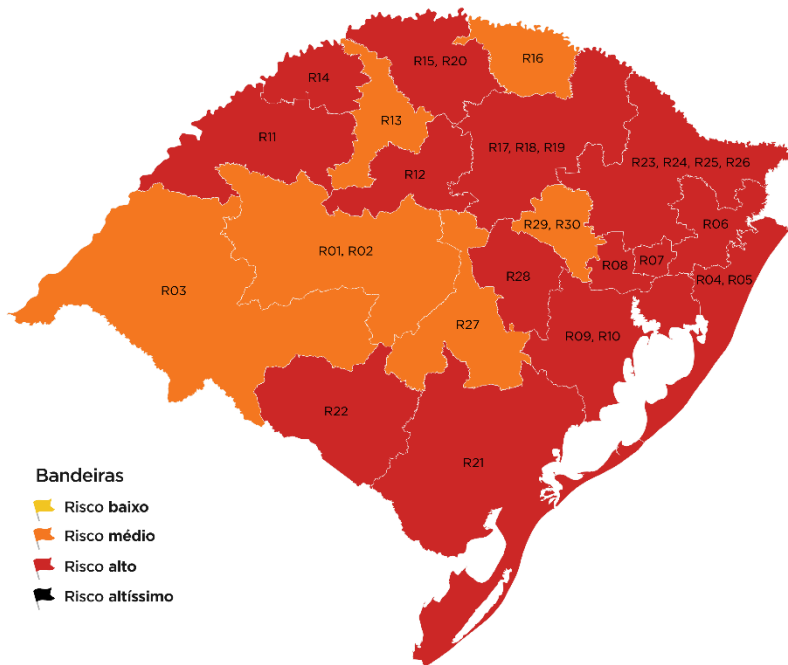 R15, R20
R16
R14
R13
R11
R17, R18, R19
R23, R24, R25, R26
R12
R06
R29, R30
R01, R02
R07
R08
R28
R04, R05
R03
R27
R09, R10
R22
R21
Bandeiras
Risco baixo
Risco médio
Risco alto
Risco altíssimo